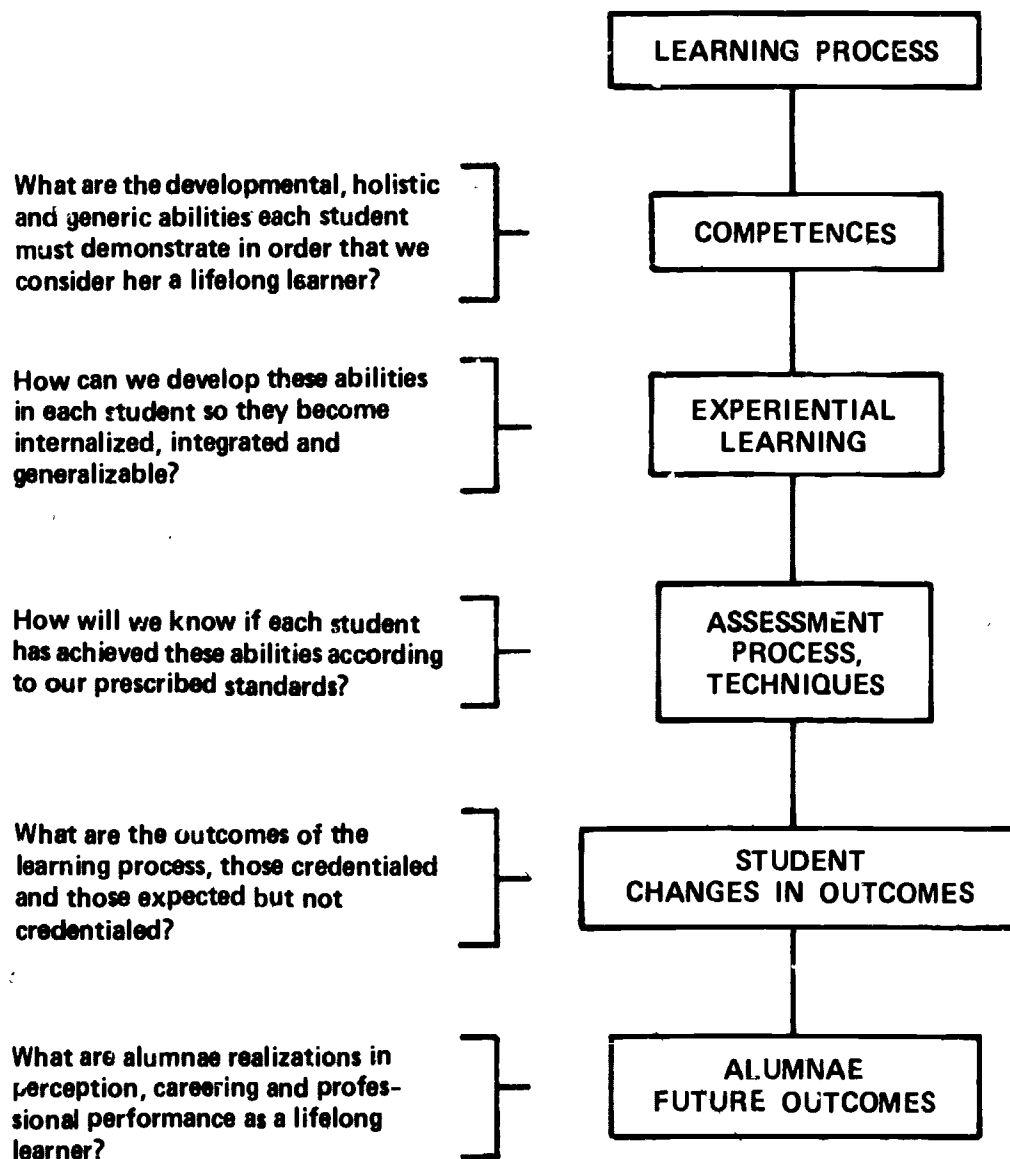 LEARNING PROCESS
What are the developmental, holistic
and generic abilities each student
must demonstrate in order that we
consider her a lifelong learner?
COMPETENCES
How can we develop these abilities
in each student so they become
internalized, integrated and
generalizable?
EXPERIENTIAL
LEARNING
How will we know if each student
has achieved these abilities according
to our prescribed standards?
ASSESSMENT
PROCESS,
TECHNIQUES
What are the outcomes of the
learning process, those credentialed
and those expected but not
credentialed?
STUDENT
CHANGES IN OUTCOMES
What are alumnae realizations in
perception, careering and profes-
sional performance as a lifelong
learner?
ALUMNAE
FUTURE OUTCOMES